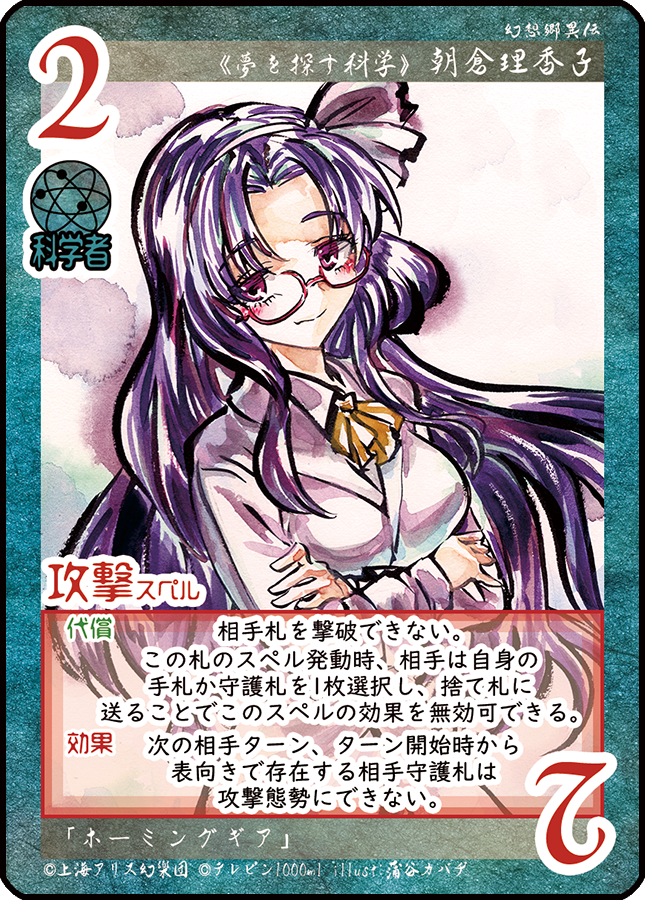 2
幻想郷異伝
《夢を探す科学》 朝倉理香子
科学者
攻撃スペル
代償 相手札を撃破できない。
この札のスペル発動時、相手は自身の
手札か守護札を1枚選択し、捨て札に
送ることでこのスペルの効果を無効可できる。
効果 次の相手ターン、ターン開始時から
表向きで存在する相手守護札は
攻撃態勢にできない。
2
「ホーミングギア」
©上海アリス幻樂団 ©テレピン1000ml illust:蒲谷カバヂ